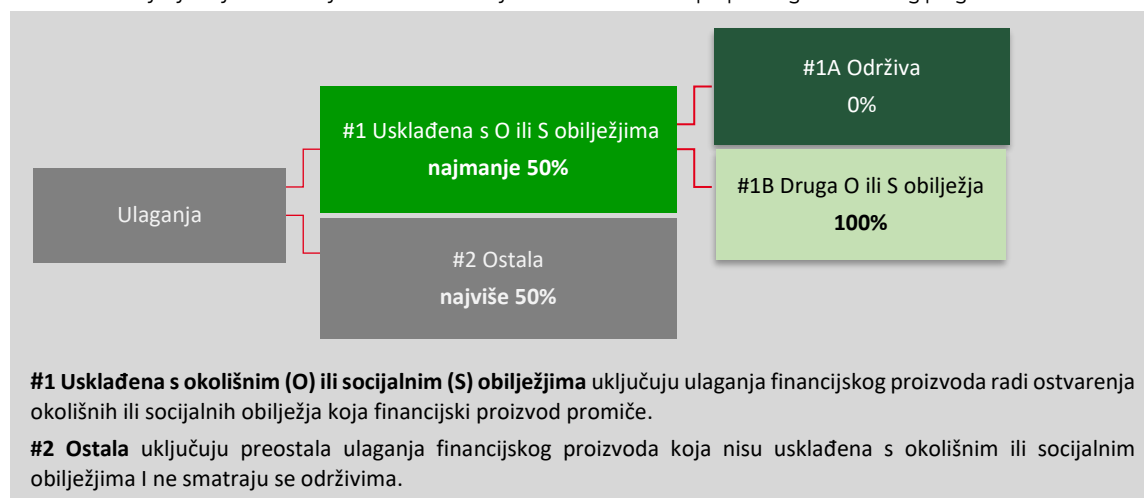 #1A Održiva
0%
#1 Usklađena s O ili S obilježjima
najmanje 50%
#1B Druga O ili S obilježja
100%
Ulaganja
#2 Ostala
najviše 50%
#1 Usklađena s okolišnim (O) ili socijalnim (S) obilježjima uključuju ulaganja financijskog proizvoda radi ostvarenja
okolišnih ili socijalnih obilježja koja financijski proizvod promiče.
#2 Ostala uključuju preostala ulaganja financijskog proizvoda koja nisu usklađena s okolišnim ili socijalnim
obilježjima I ne smatraju se održivima.